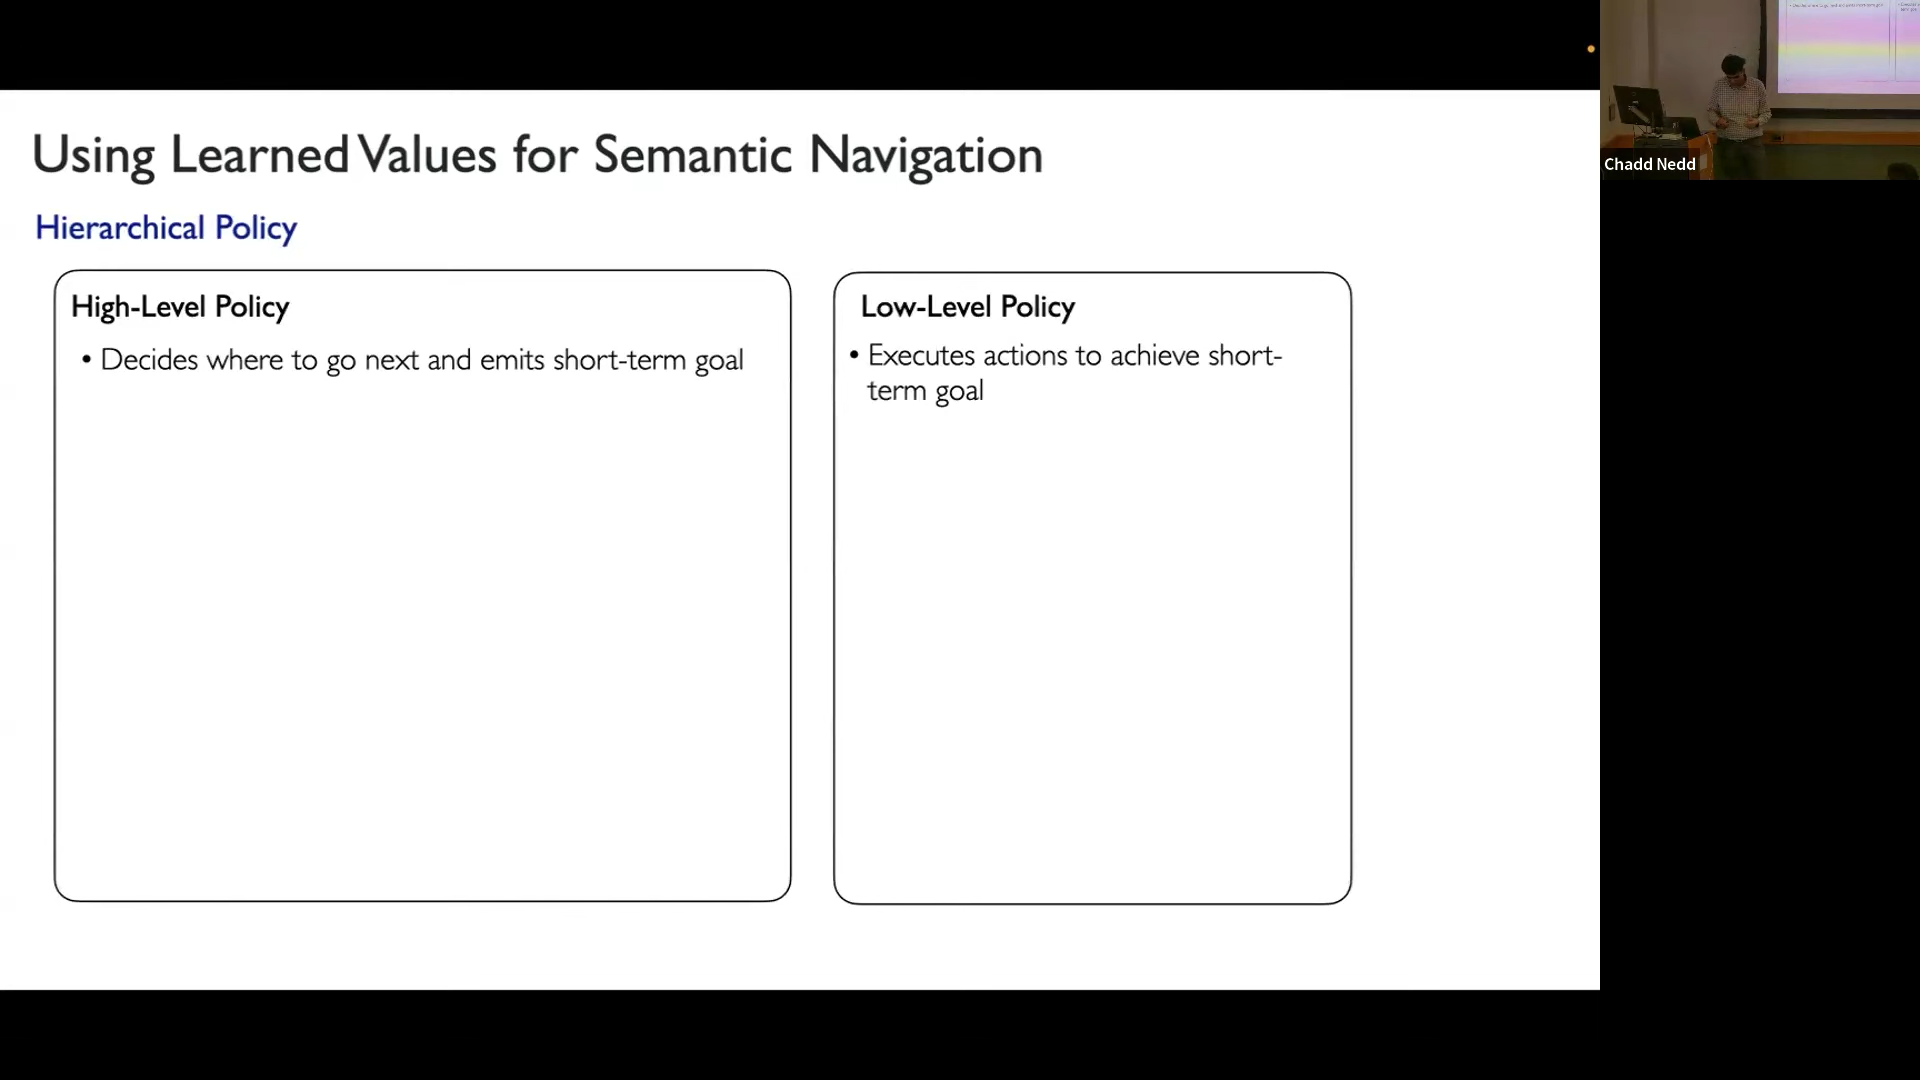 Using Learned Values for Semantic Navigation
Hierarchical Policy
High-Level Policy
• Decides where to go next and emits short-term goal
Low-Level Policy
• Executes actions to achieve short-
term goal
Chadd Nedd